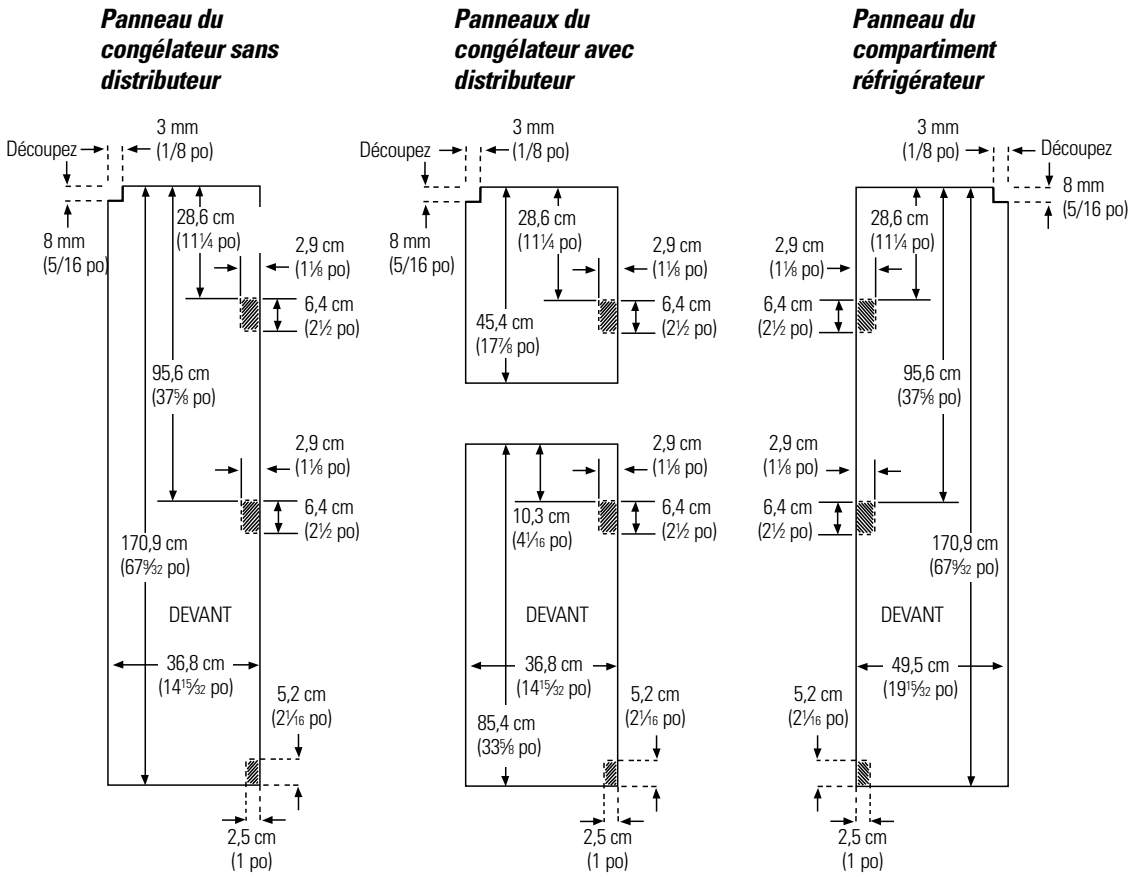 Panneau du
congélateur sans
distributeur
3 mm
(1/8 po)
Découpez
8 mm
(5/16 po)
28,6 cm
(11¼ po)
2,9 cm
(1⅛ po)
6,4 cm
(2½ po)
95,6 cm
(37⅝ po)
2,9 cm
(1⅛ po)
6,4 cm
(2½ po)
170,9 cm
(67⁹⁄₃₂ po)
DEVANT
36,8 cm
(14¹⁵⁄₃₂ po)
5,2 cm
(2¹⁄₁₆ po)
2,5 cm
(1 po)
Panneaux du
congélateur avec
distributeur
3 mm
(1/8 po)
Découpez
8 mm
(5/16 po)
28,6 cm
(11¼ po)
2,9 cm
(1⅛ po)
6,4 cm
(2½ po)
45,4 cm
(17⅞ po)
2,9 cm
(1⅛ po)
6,4 cm
(2½ po)
10,3 cm
(4¹⁄₁₆ po)
DEVANT
36,8 cm
(14¹⁵⁄₃₂ po)
85,4 cm
(33⅝ po)
5,2 cm
(2¹⁄₁₆ po)
2,5 cm
(1 po)
Panneau du
compartiment
réfrigérateur
3 mm
(1/8 po)
Découpez
8 mm
(5/16 po)
28,6 cm
(11¼ po)
2,9 cm
(1⅛ po)
6,4 cm
(2½ po)
95,6 cm
(37⅝ po)
2,9 cm
(1⅛ po)
6,4 cm
(2½ po)
170,9 cm
(67⁹⁄₃₂ po)
DEVANT
49,5 cm
(19¹⁵⁄₃₂ po)
5,2 cm
(2¹⁄₁₆ po)
2,5 cm
(1 po)